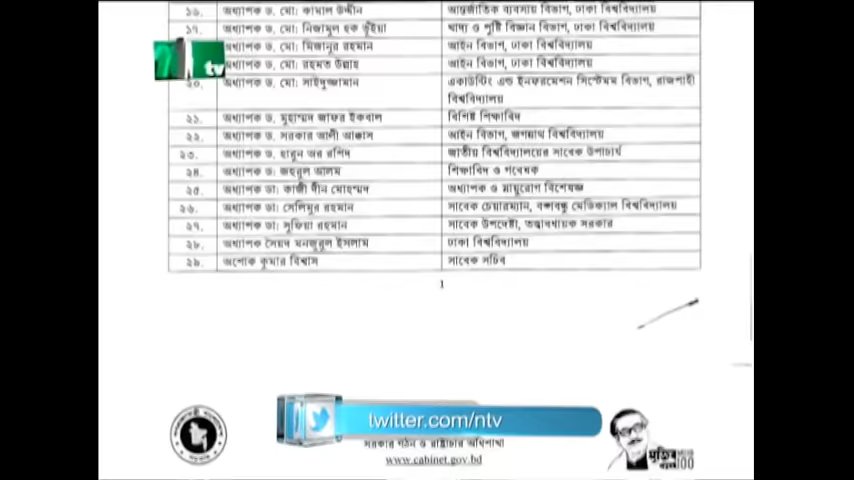 ১৬. অধ্যাপক ড. মো: কামাল উদ্দীন আন্তর্জাতিক ব্যবসায় বিভাগ, ঢাকা বিশ্ববিদ্যালয়
১৭. অধ্যাপক ড. মো: নিজামুল হক ভূঁইয়া খাদ্য ও পুষ্টি বিজ্ঞান বিভাগ, ঢাকা বিশ্ববিদ্যালয়
অধ্যাপক ড. মো: মিজানুর রহমান আইন বিভাগ, ঢাকা বিশ্ববিদ্যালয়
tv
অধ্যাপক ড. মো: রহমত উল্লাহ আইন বিভাগ, ঢাকা বিশ্ববিদ্যালয়
২০. অধ্যাপক ড. মো: সাইদুজ্জামান একাউন্টিং এন্ড ইনফরমেশন সিস্টেমম বিভাগ, রাজশাহী
বিশ্ববিদ্যালয়
২১. অধ্যাপক ড. মুহাম্মদ জাফর ইকবাল বিশিষ্ট শিক্ষাবিদ
২২. অধ্যাপক ড. সরকার আলী আক্কাস আইন বিভাগ, জগন্নাথ বিশ্ববিদ্যালয়
২৩. অধ্যাপক ড. হারুন অর রশিদ জাতীয় বিশ্ববিদ্যালয়ের সাবেক উপাচার্য
২৪. অধ্যাপক ড: জহুরুল আলম শিক্ষাবিদ ও গবেষক
২৫. অধ্যাপক ডা: কাজী দীন মোহম্মদ অধ্যাপক ও স্নায়ুরোগ বিশেষজ্ঞ
২৬. অধ্যাপক ডা: সেলিমুর রহমান সাবেক চেয়ারম্যান, বঙ্গবন্ধু মেডিক্যাল বিশ্ববিদ্যালয়
২৭. অধ্যাপক ডা: সুফিয়া রহমান সাবেক উপদেষ্টা, তত্ত্বাবধায়ক সরকার
২৮. অধ্যাপক সৈয়দ মনজুরুল ইসলাম ঢাকা বিশ্ববিদ্যালয়
২৯. অশোক কুমার বিশ্বাস সাবেক সচিব
1
twitter.com/ntv
সরকার গঠন ও রাষ্ট্রাচার অধিশাখা
www.cabinet.gov.bd
মুজিব
100